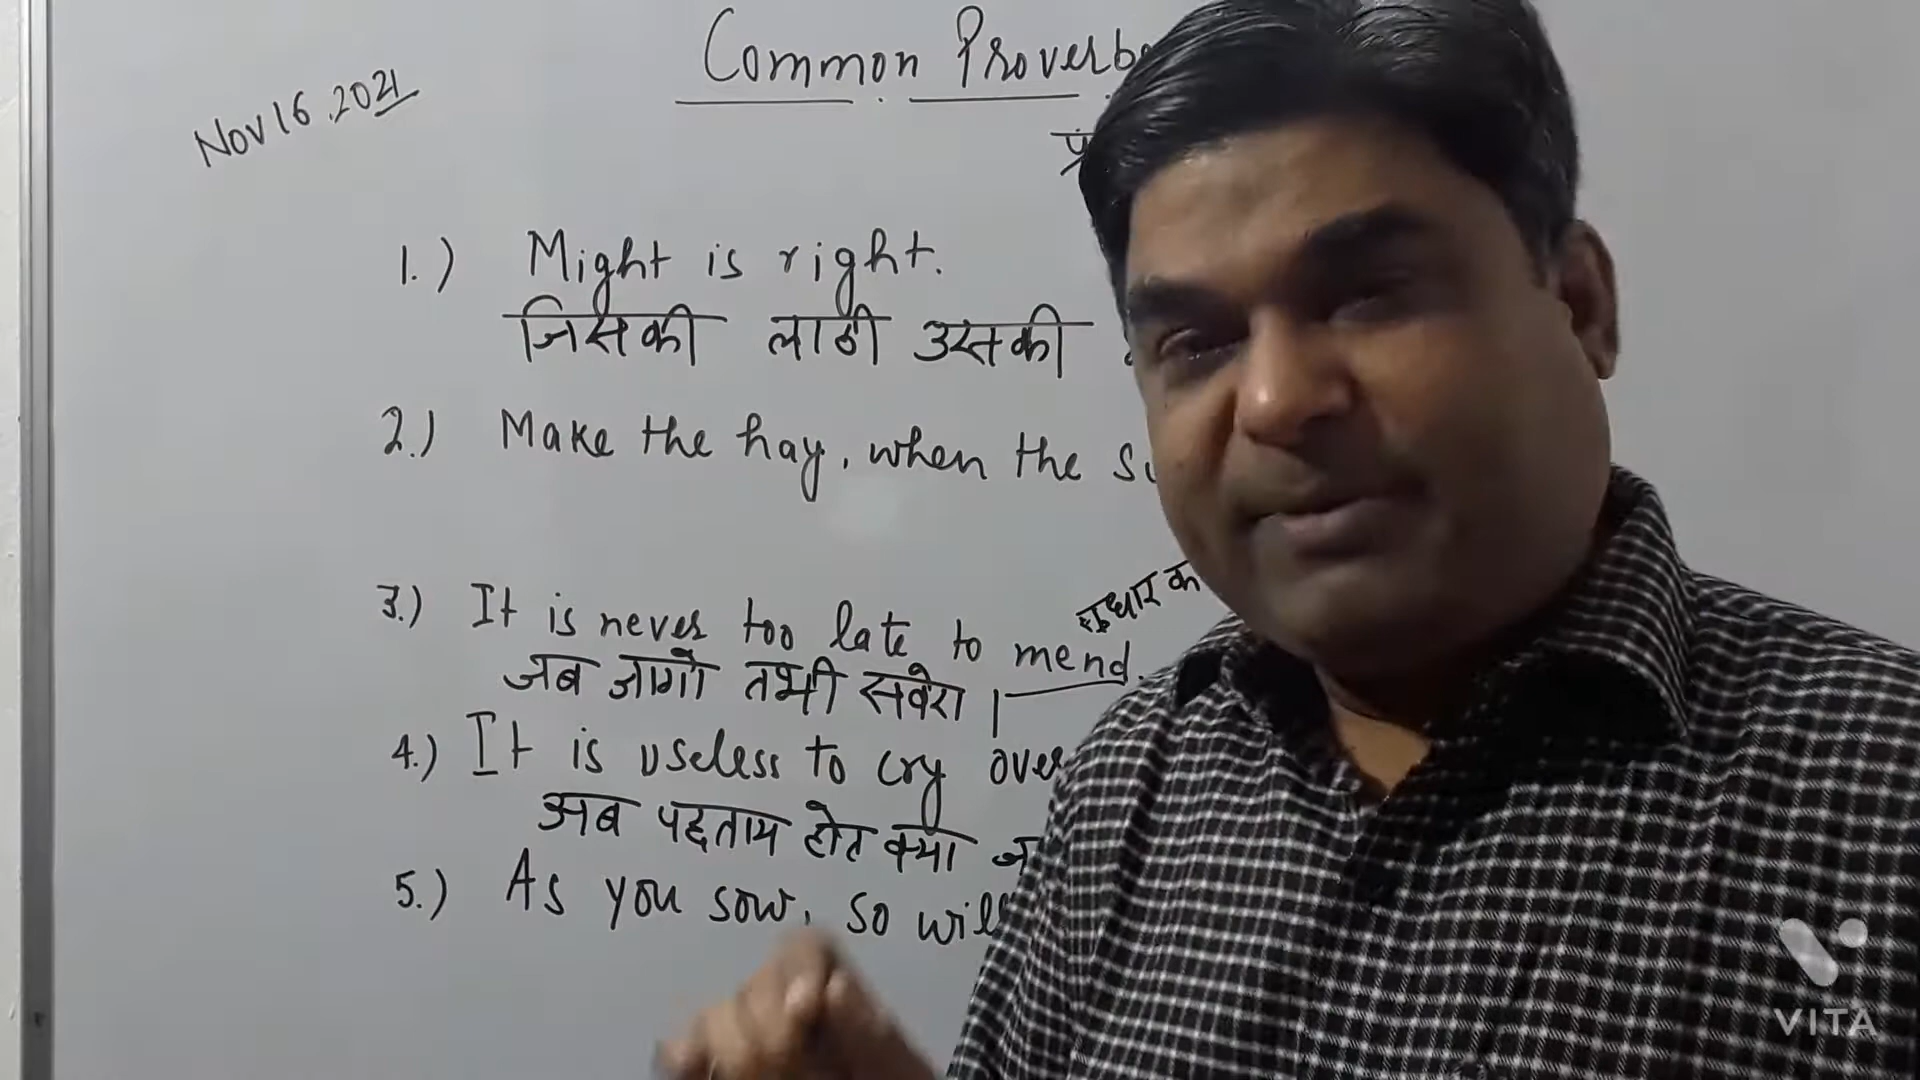 Common Proverb
Nov 16, 2021
1.) Might is right.
जिसकी लाठी उसकी
2.) Make the hay, when the
3.) It is never too late to mend.
सुधार क
जब जागो तभी सवेरा।
4.) It is useless to cry over
अब पछताय होत क्या
5.) As you sow, so will
VITA